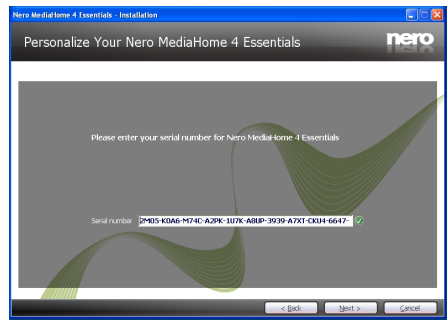 Nero MediaHome 4 Essentials - Installation
Personalize Your Nero MediaHome 4 Essentials
nero
Please enter your serial number for Nero MediaHome 4 Essentials
Serial number 2M05-K0A6-M74C-A2PK-1U7K-A8UP-3939-A7XT-CKU4-6647-
< Back Next > Cancel